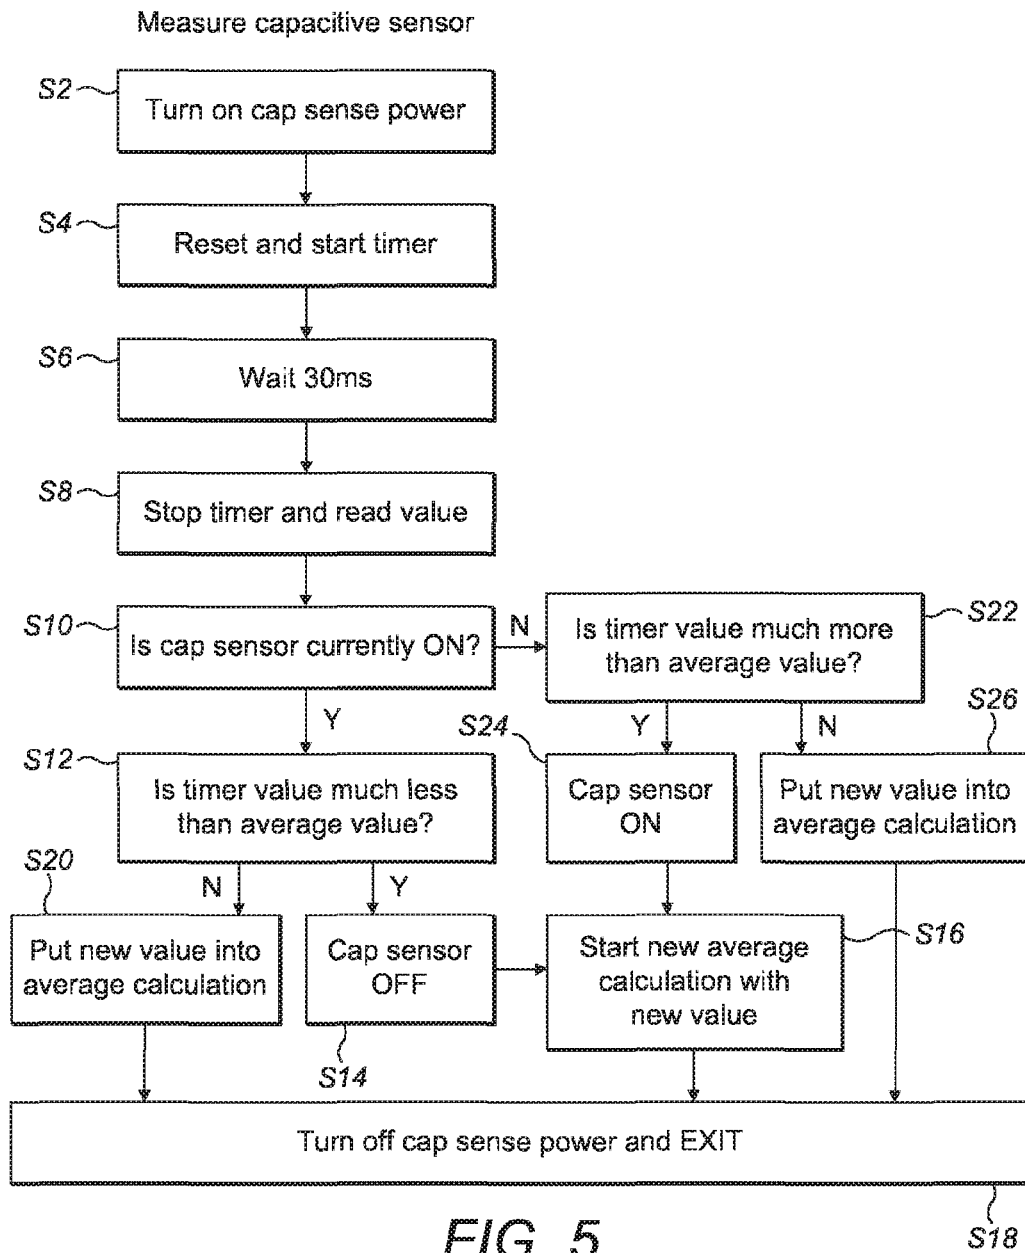 Measure capacitive sensor
S2
Turn on cap sense power
S4
Reset and start timer
S6
Wait 30ms
S8
Stop timer and read value
S10
Is cap sensor currently ON?
N
Is timer value much more
than average value?
S22
Y
S24
Y
N
S26
S12
Is timer value much less
than average value?
Cap sensor
ON
Put new value into
average calculation
S20
N
Y
Put new value into
average calculation
Cap sensor
OFF
Start new average
calculation with
new value
S16
S14
Turn off cap sense power and EXIT
S18
FIG. 5